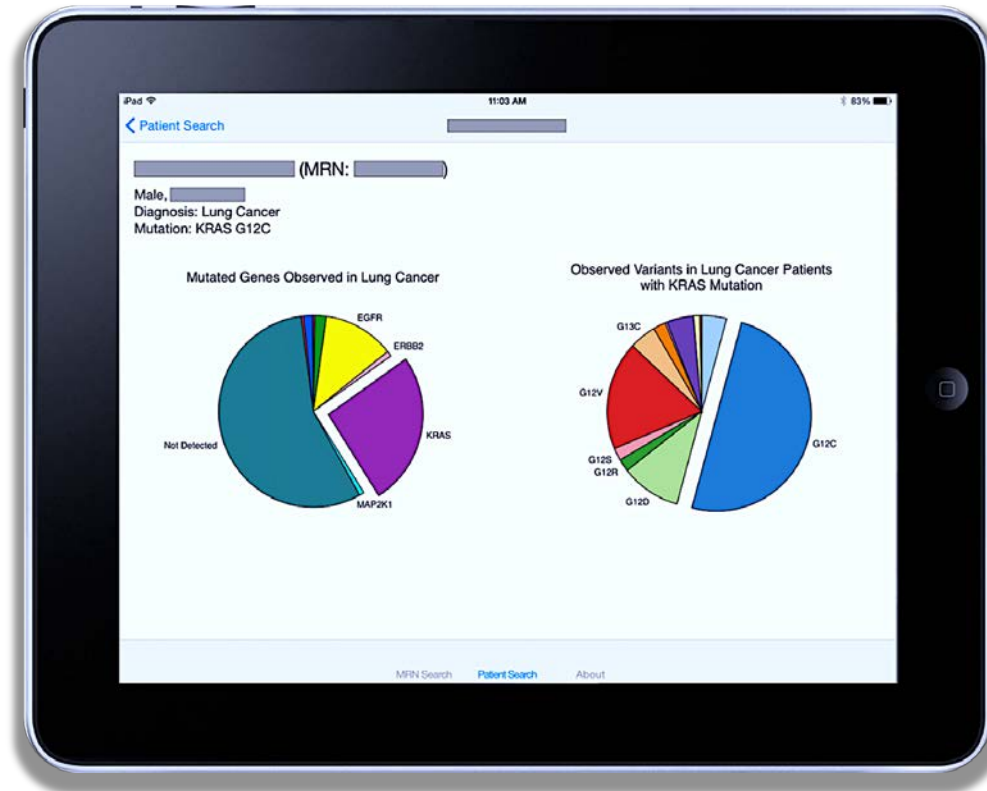 iPad 11:03 AM 83%
Patient Search
(MRN: )
Male,
Diagnosis: Lung Cancer
Mutation: KRAS G12C
Mutated Genes Observed in Lung Cancer
EGFR
ERBB2
KRAS
MAP2K1
Not Detected
Observed Variants in Lung Cancer Patients
with KRAS Mutation
G13C
G12V
G12S
G12R
G12D
G12C
MRN Search Patient Search About